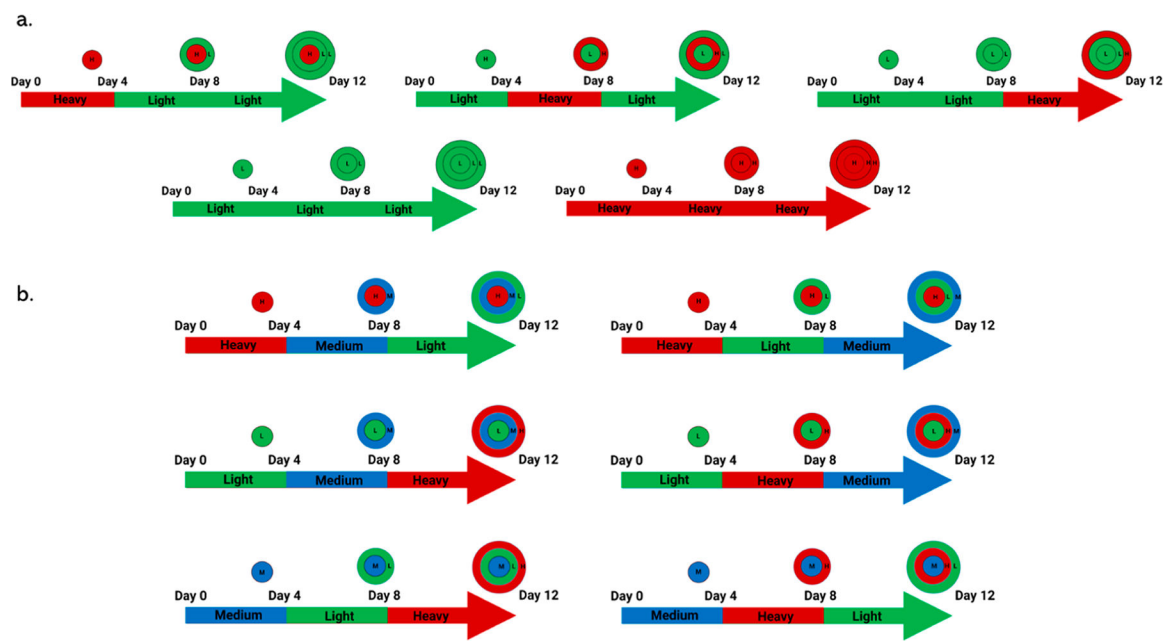 a.
H H L H L L
Day 0 Day 4 Day 8 Day 12
Heavy Light Light
H L H L H L
Day 0 Day 4 Day 8 Day 12
Light Heavy Light
L L L L L H
Day 0 Day 4 Day 8 Day 12
Light Light Heavy
L L L L L L
Day 0 Day 4 Day 8 Day 12
Light Light Light
H H H H H H
Day 0 Day 4 Day 8 Day 12
Heavy Heavy Heavy
b.
H H M H M L
Day 0 Day 4 Day 8 Day 12
Heavy Medium Light
H H L H L M
Day 0 Day 4 Day 8 Day 12
Heavy Light Medium
L L M L M H
Day 0 Day 4 Day 8 Day 12
Light Medium Heavy
L L H L H M
Day 0 Day 4 Day 8 Day 12
Light Heavy Medium
M M L M L H
Day 0 Day 4 Day 8 Day 12
Medium Light Heavy
M M H M H L
Day 0 Day 4 Day 8 Day 12
Medium Heavy Light